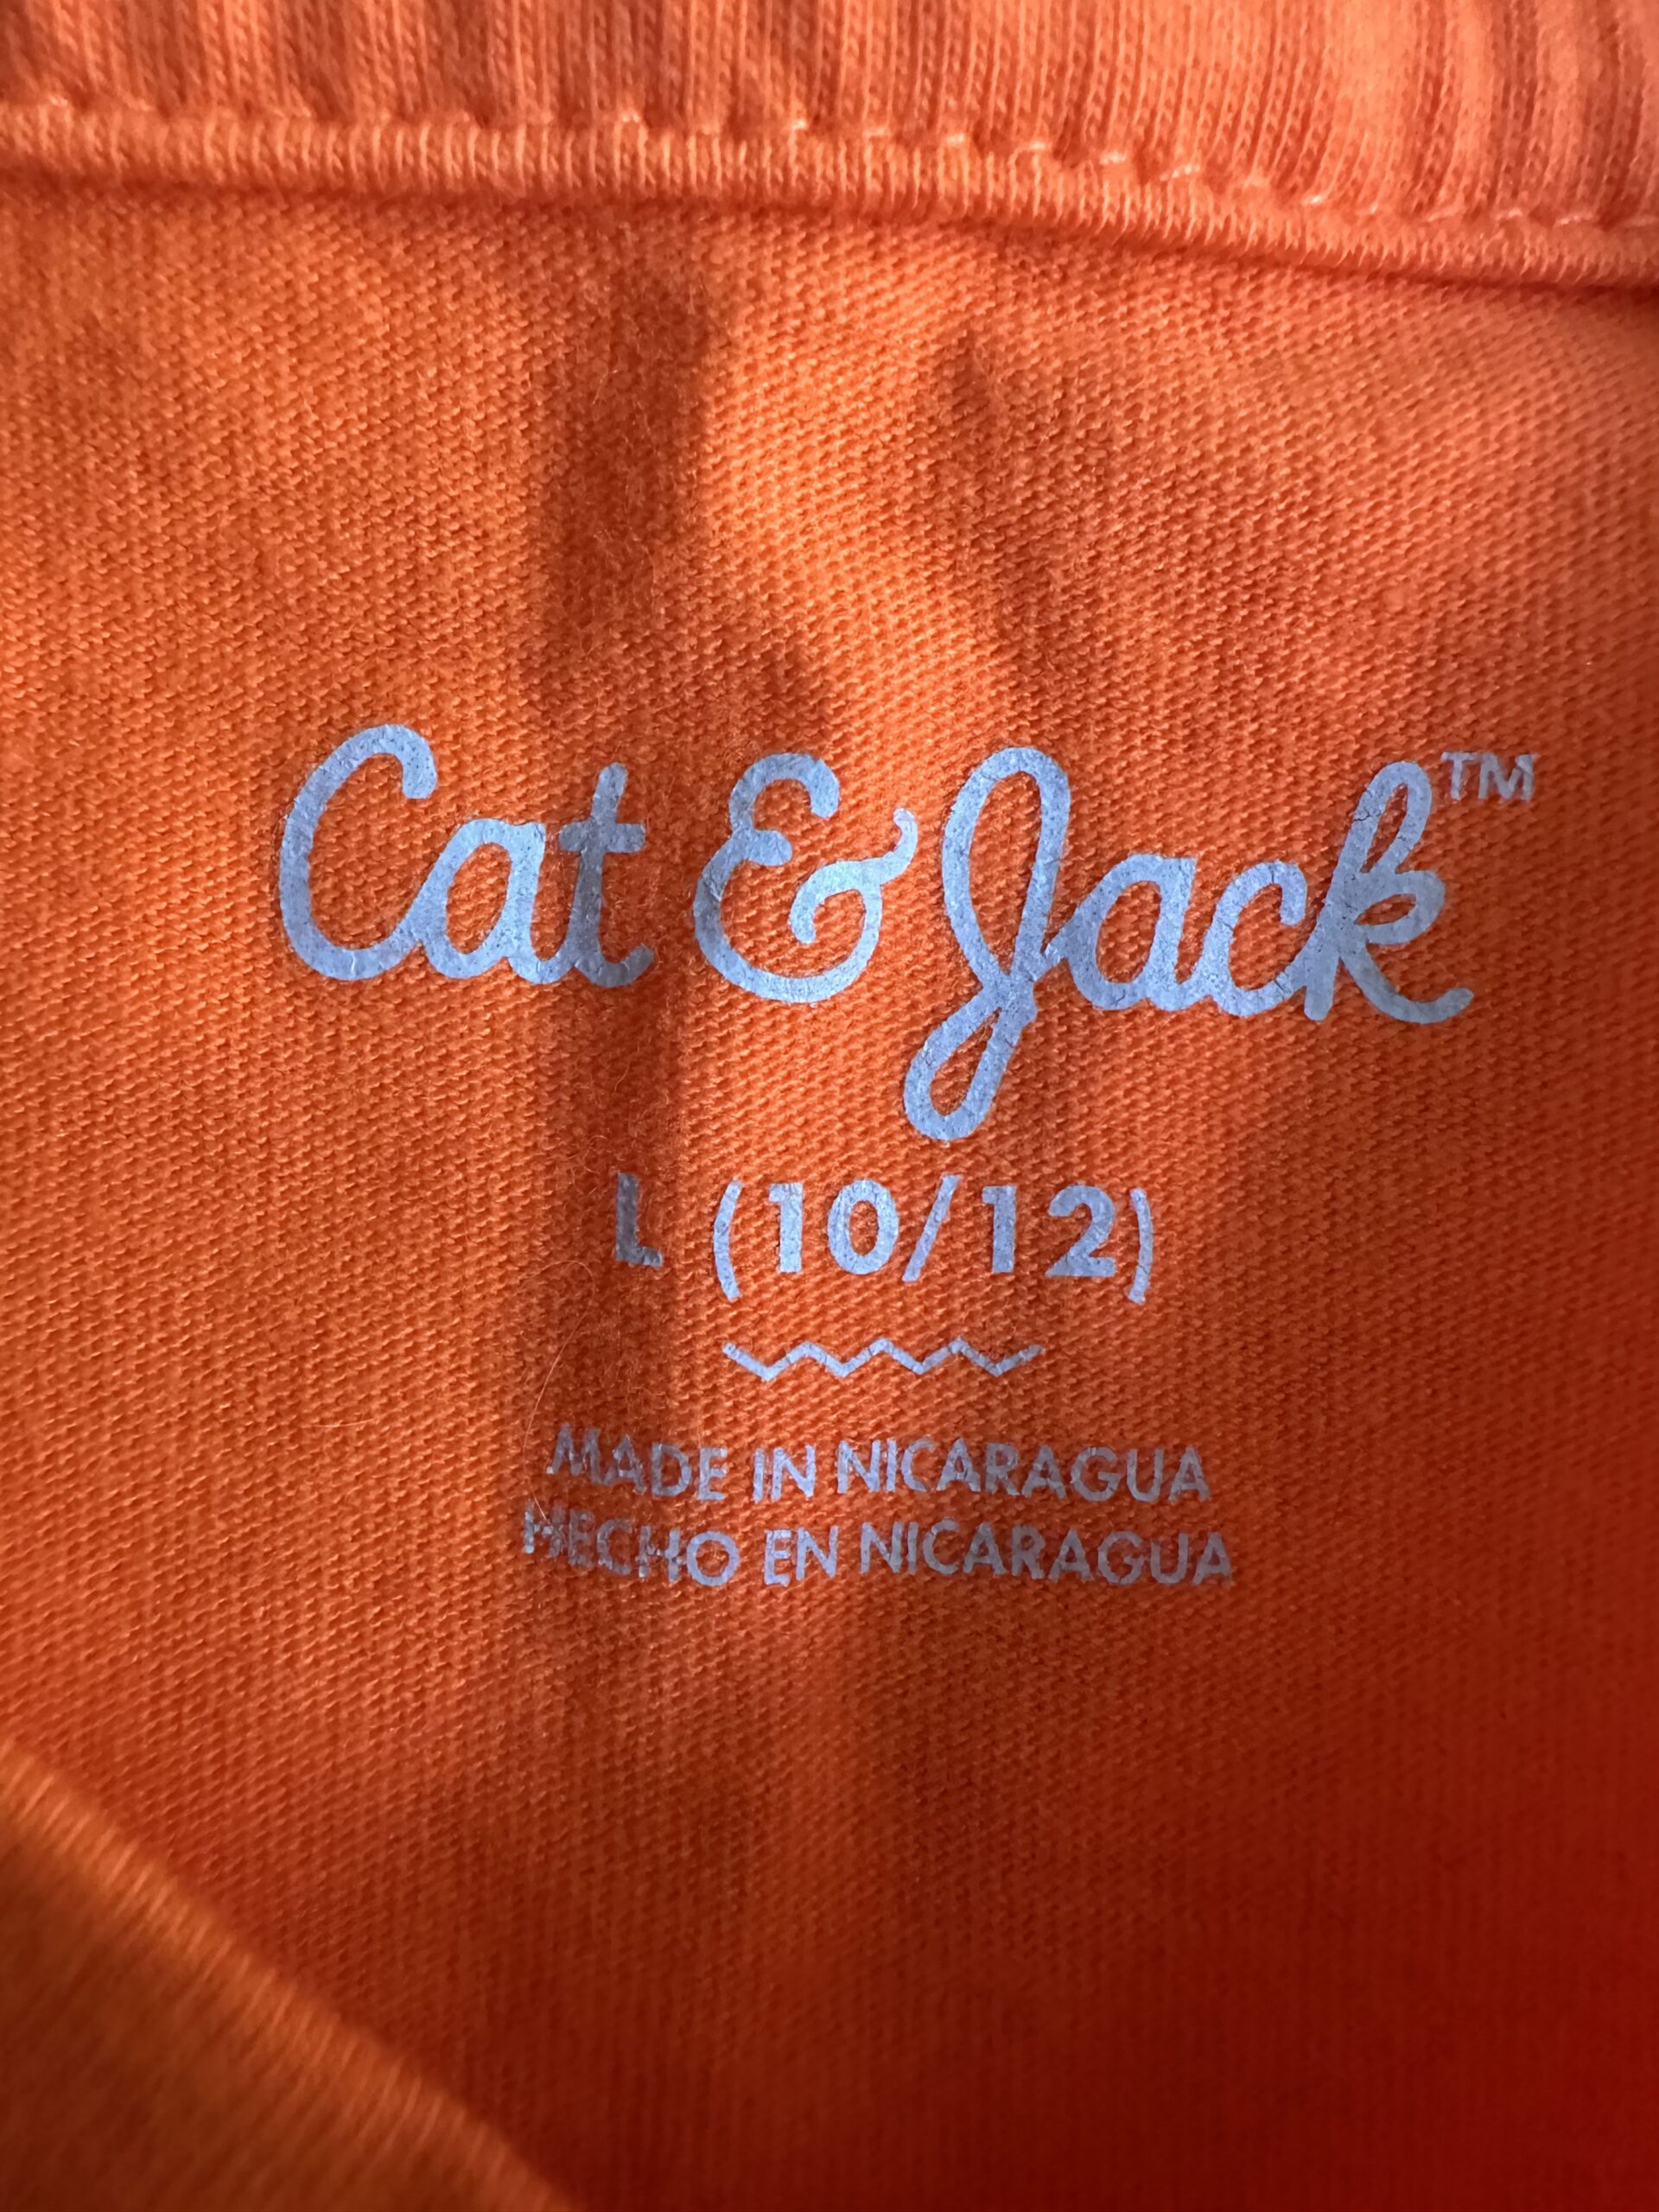 Cat & Jack™
L (10/12)
MADE IN NICARAGUA
HECHO EN NICARAGUA